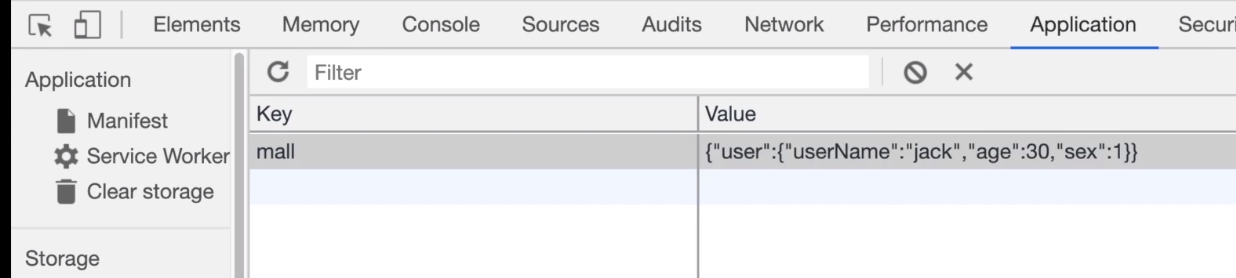 Elements Memory Console Sources Audits Network Performance Application Securi
Application
Filter
Manifest
Key Value
Service Worker
mall {"user":{"userName":"jack","age":30,"sex":1}}
Clear storage
Storage